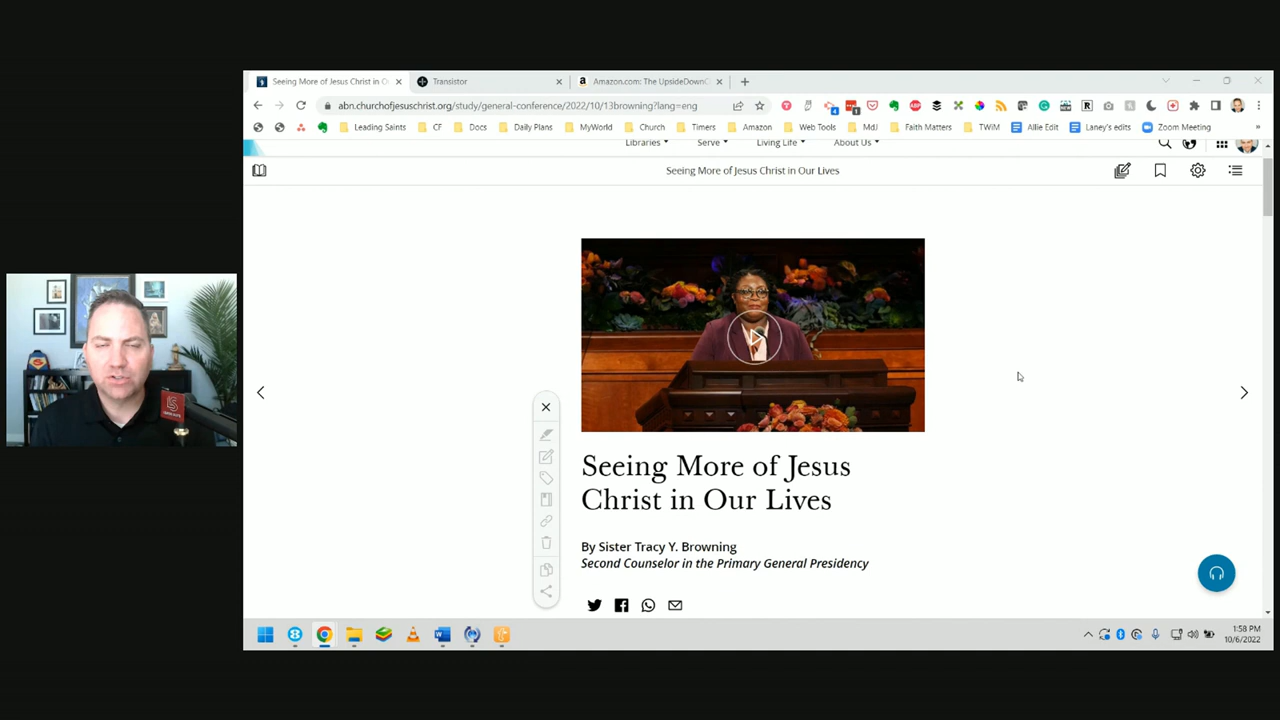 Seeing More of Jesus Christ in O
Transistor
Amazon.com: The UpsideDownC
abn.churchofjesuschrist.org/study/general-conference/2022/10/13browning?lang=eng
Leading Saints
CF
Docs
Daily Plans
MyWorld
Church
Timers
Amazon
Web Tools
MdJ
Faith Matters
TWiM
Allie Edit
Laney's edits
Zoom Meeting
Libraries
Serve
Living Life
About Us
Seeing More of Jesus Christ in Our Lives
Seeing More of Jesus
Christ in Our Lives
By Sister Tracy Y. Browning
Second Counselor in the Primary General Presidency
1:58 PM
10/6/2022